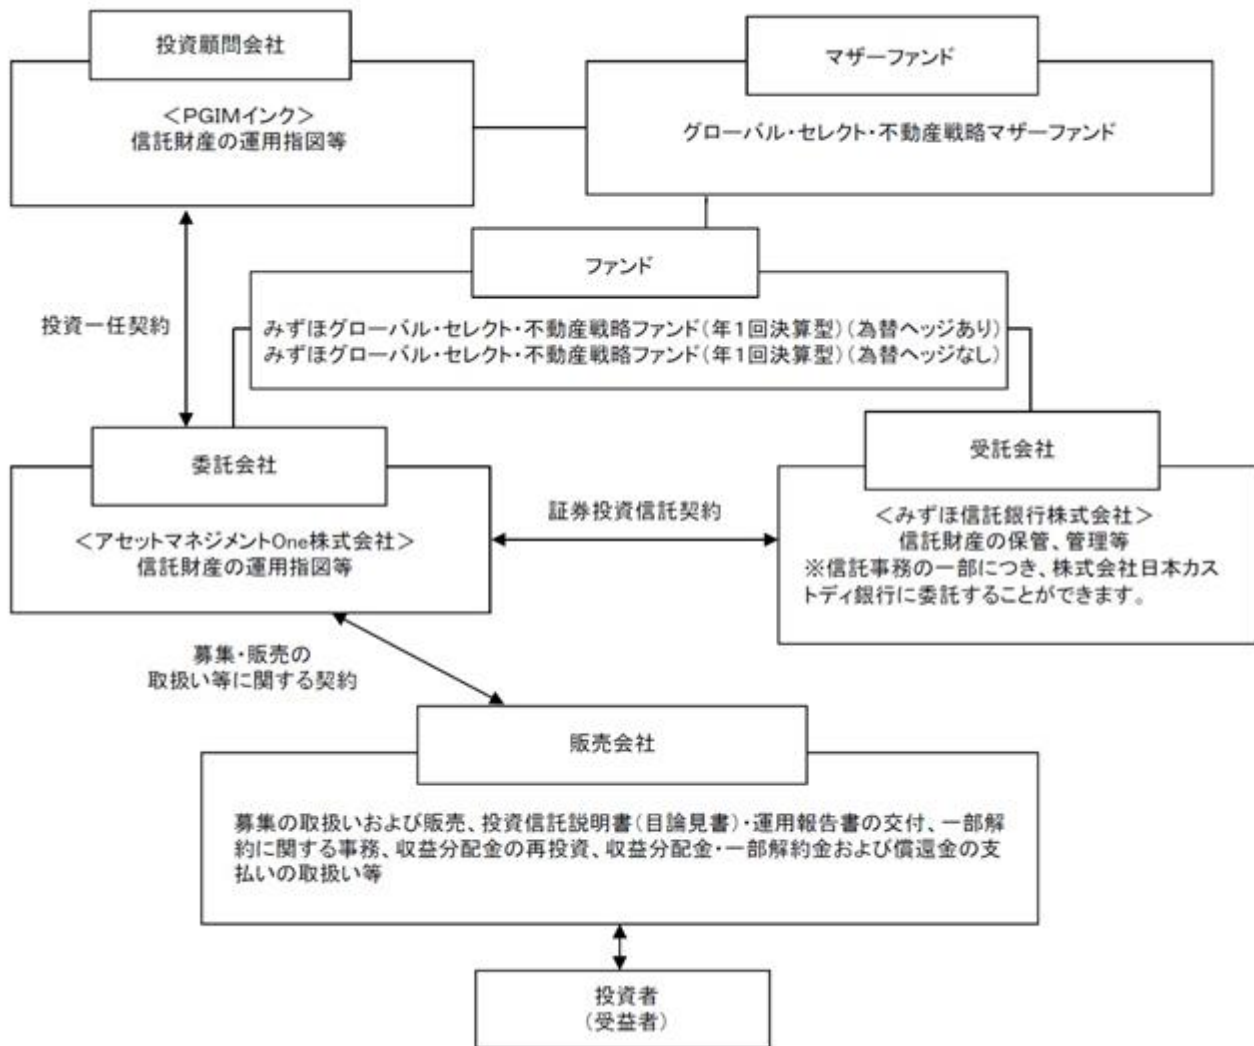 投資顧問会社
<PGIMインク>
信託財産の運用指図等
マザーファンド
グローバル・セレクト・不動産戦略マザーファンド
ファンド
みずほグローバル・セレクト・不動産戦略ファンド(年1回決算型)(為替ヘッジあり)
みずほグローバル・セレクト・不動産戦略ファンド(年1回決算型)(為替ヘッジなし)
投資一任契約
委託会社
<アセットマネジメントOne株式会社>
信託財産の運用指図等
証券投資信託契約
受託会社
<みずほ信託銀行株式会社>
信託財産の保管、管理等
※信託事務の一部につき、株式会社日本カス
トディ銀行に委託することができます。
募集・販売の
取扱い等に関する契約
販売会社
募集の取扱いおよび販売、投資信託説明書(目論見書)・運用報告書の交付、一部解
約に関する事務、収益分配金の再投資、収益分配金・一部解約金および償還金の支
払いの取扱い等
投資者
(受益者)